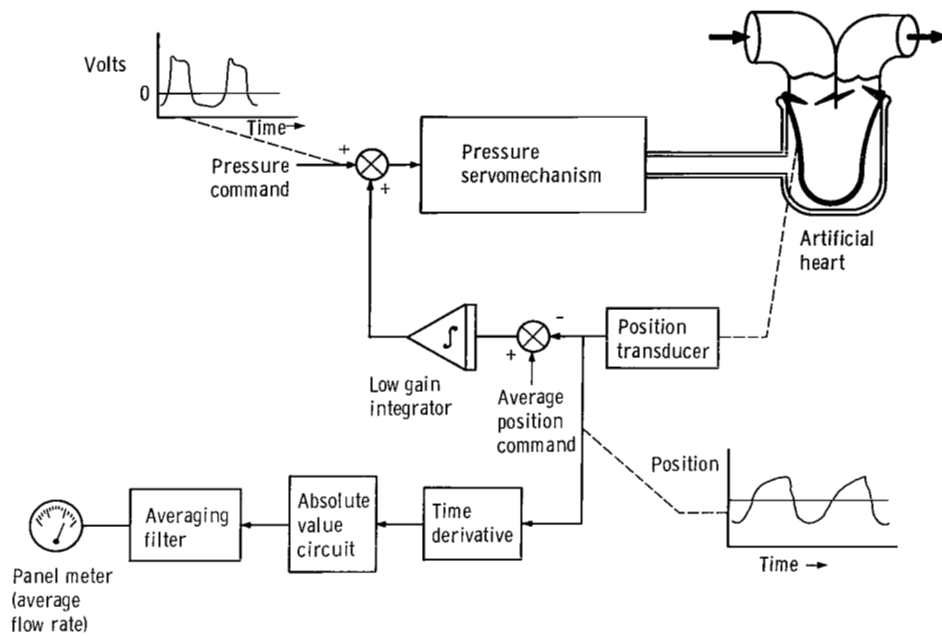 Volts
0
Time
Pressure
command
+
+
Pressure
servomechanism
Artificial
heart
∫
Low gain
integrator
+
-
Average
position
command
Position
transducer
Position
Time
Time
derivative
Absolute
value
circuit
Averaging
filter
Panel meter
(average
flow rate)